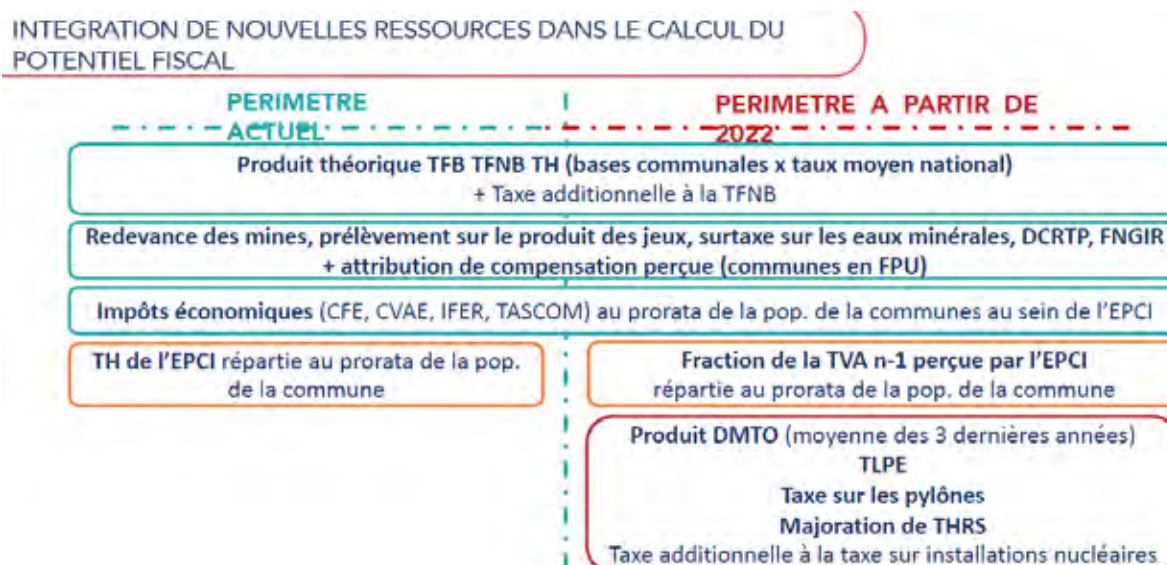 INTEGRATION DE NOUVELLES RESSOURCES DANS LE CALCUL DU
POTENTIEL FISCAL
PERIMETRE
ACTUEL
PERIMETRE A PARTIR DE
2022
Produit théorique TFB TFNB TH (bases communales x taux moyen national)
+ Taxe additionnelle à la TFNB
Redevance des mines, prélèvement sur le produit des jeux, surtaxe sur les eaux minérales, DCRTP, FNGIR
+ attribution de compensation perçue (communes en FPU)
Impôts économiques (CFE, CVAE, IFER, TASCOM) au prorata de la pop. de la communes au sein de l'EPCI
TH de l'EPCI répartie au prorata de la pop.
de la commune
Fraction de la TVA n-1 perçue par l'EPCI
répartie au prorata de la pop. de la commune
Produit DMTO (moyenne des 3 dernières années)
TLPE
Taxe sur les pylônes
Majoration de THRS
Taxe additionnelle à la taxe sur installations nucléaires